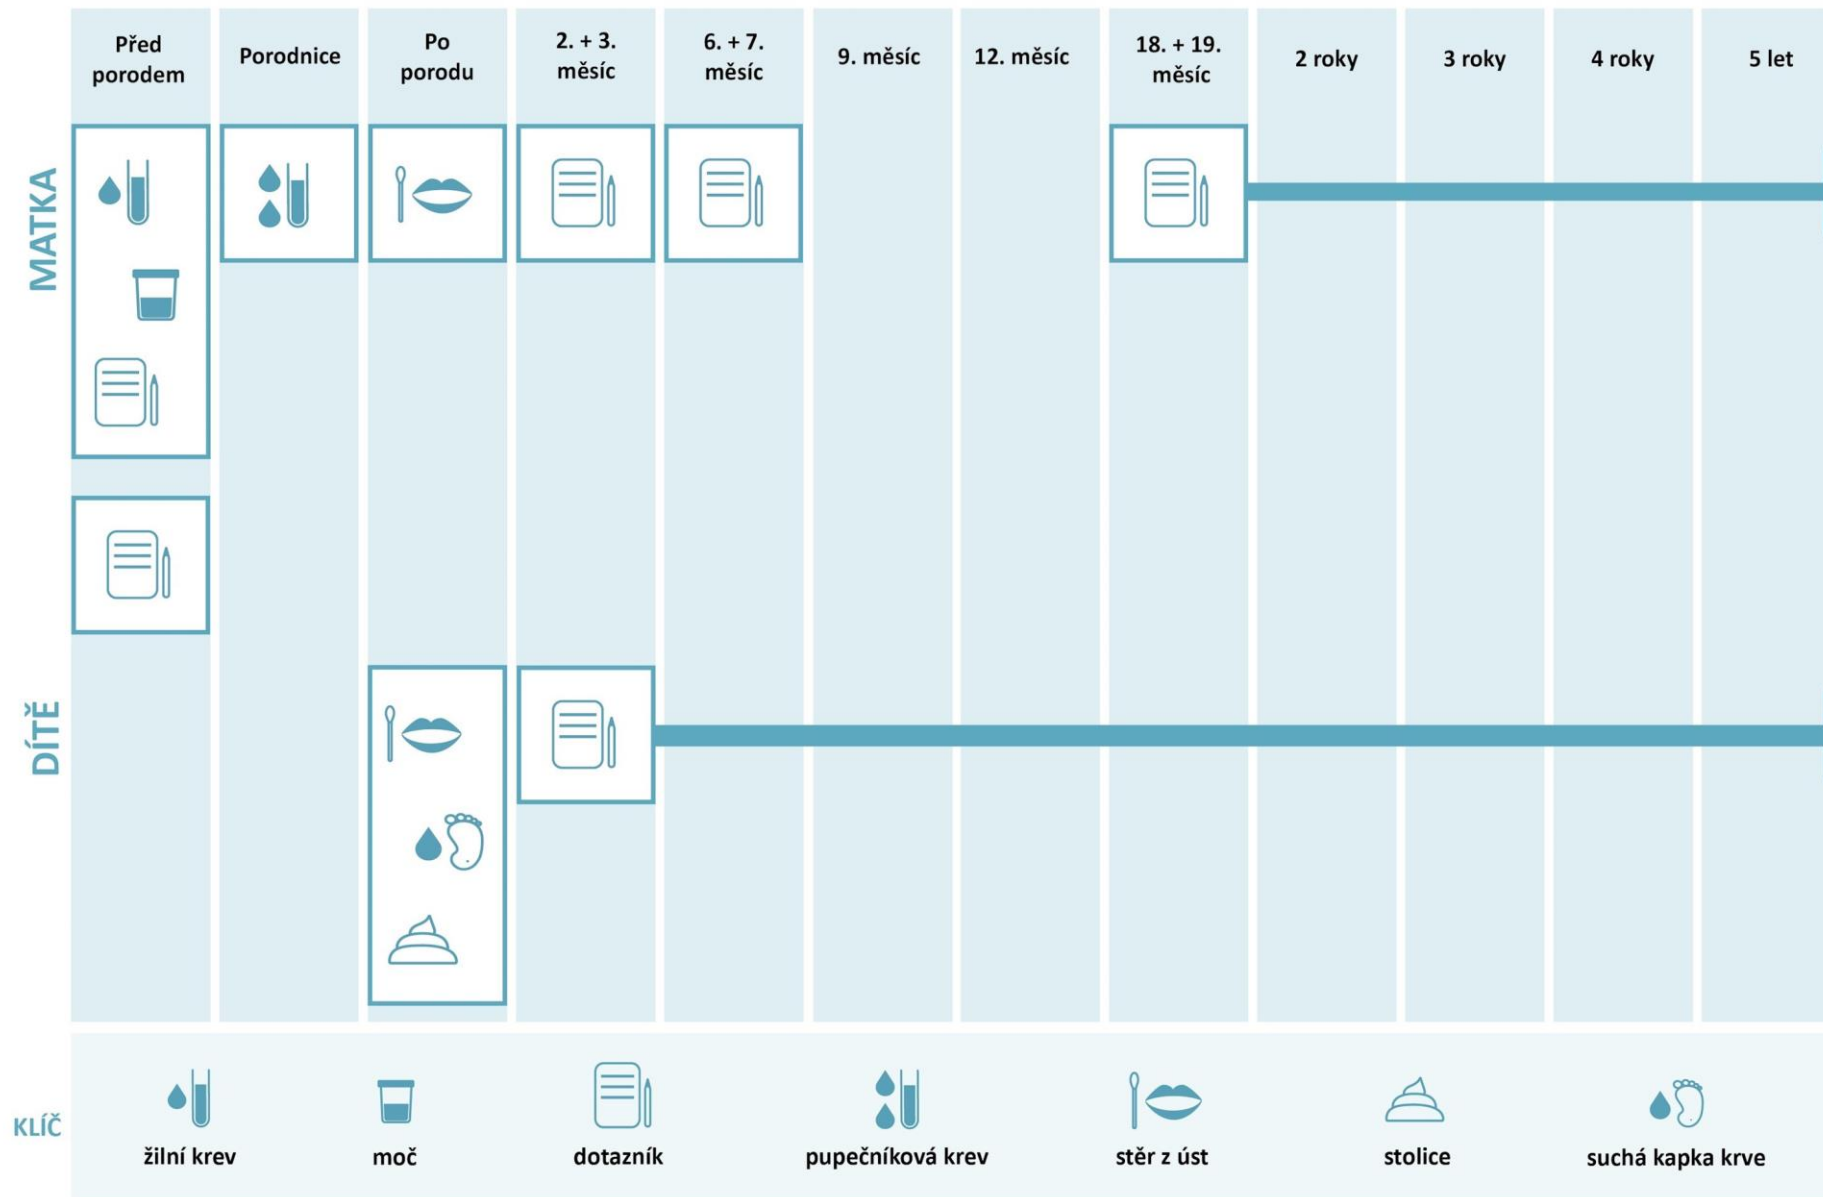 Před
porodem
Porodnice
Po
porodu
2. + 3.
měsíc
6. + 7.
měsíc
9. měsíc
12. měsíc
18. + 19.
měsíc
2 roky
3 roky
4 roky
5 let
MATKA
DÍTĚ
KLÍČ
žilní krev
moč
dotazník
pupečníková krev
stěr z úst
stolice
suchá kapka krve